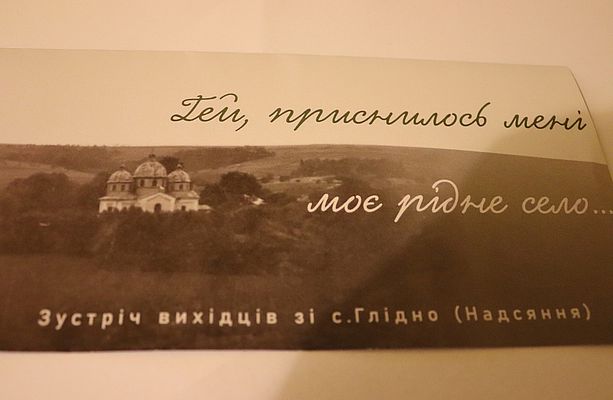 Гей, приснилось мені
моє рідне село...
Зустріч вихідців зі с.Глідно (Надсяння)